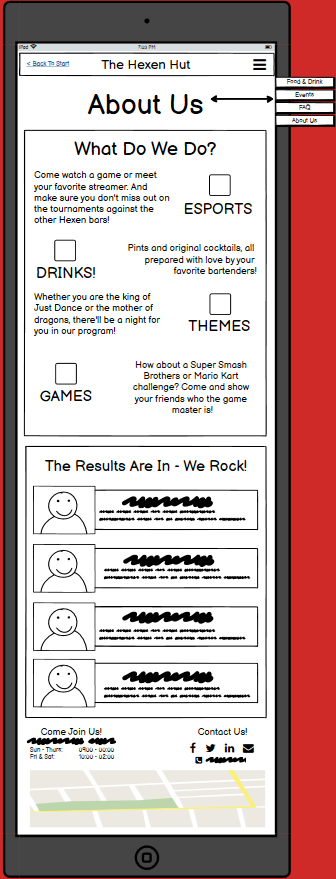 iPad
7:22 PM
< Back To Start
The Hexen Hut
Food & Drink
Events
FAQ
About Us
About Us
What Do We Do?
Come watch a game or meet
your favorite streamer. And
make sure you don't miss out on
the tournaments against the
other Hexen bars!
ESPORTS
DRINKS!
Pints and original cocktails, all
prepared with love by your
favorite bartenders!
Whether you are the king of
Just Dance or the mother of
dragons, there'll be a night for
you in our program!
THEMES
GAMES
How about a Super Smash
Brothers or Mario Kart
challenge? Come and show
your friends who the game
master is!
The Results Are In - We Rock!
Come Join Us!
Sun - Thurs: 09:00 - 00:00
Fri & Sat: 10:00 - 02:00
Contact Us!